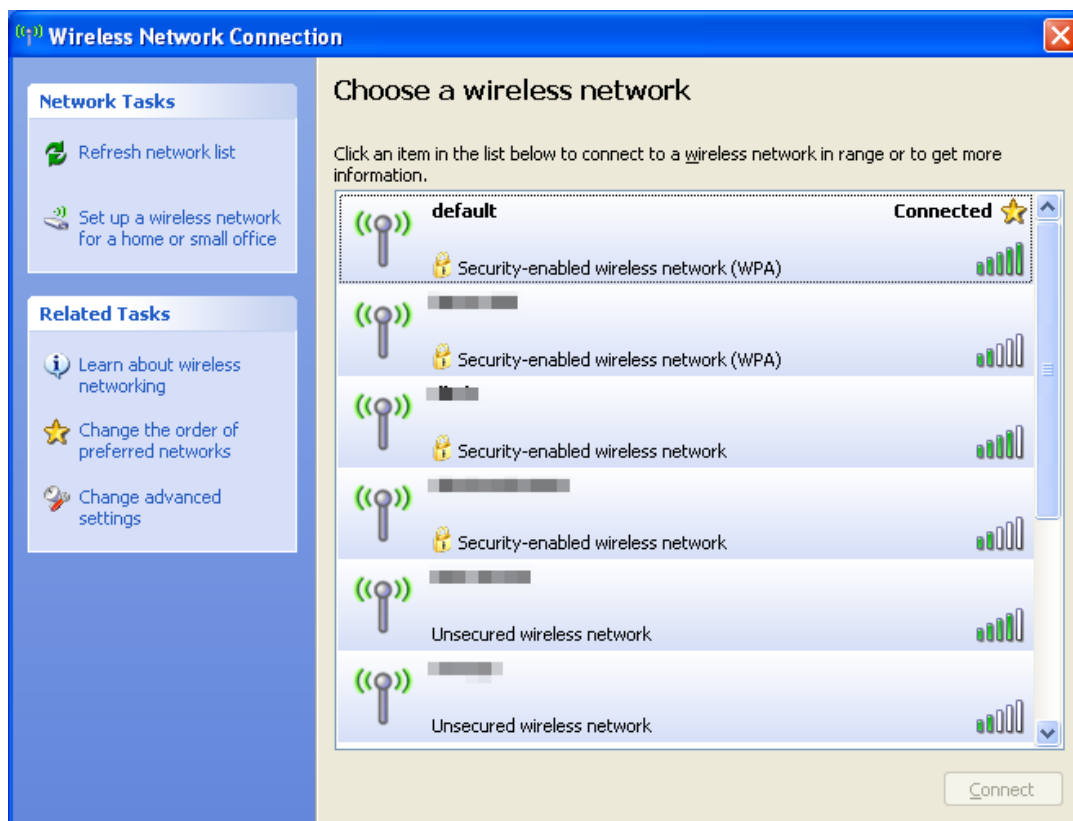 Wireless Network Connection
Network Tasks
Refresh network list
Set up a wireless network
for a home or small office
Related Tasks
Learn about wireless
networking
Change the order of
preferred networks
Change advanced
settings
Choose a wireless network
Click an item in the list below to connect to a wireless network in range or to get more
information.
default Connected
Security-enabled wireless network (WPA)
Security-enabled wireless network (WPA)
Security-enabled wireless network
Security-enabled wireless network
Unsecured wireless network
Unsecured wireless network
Connect